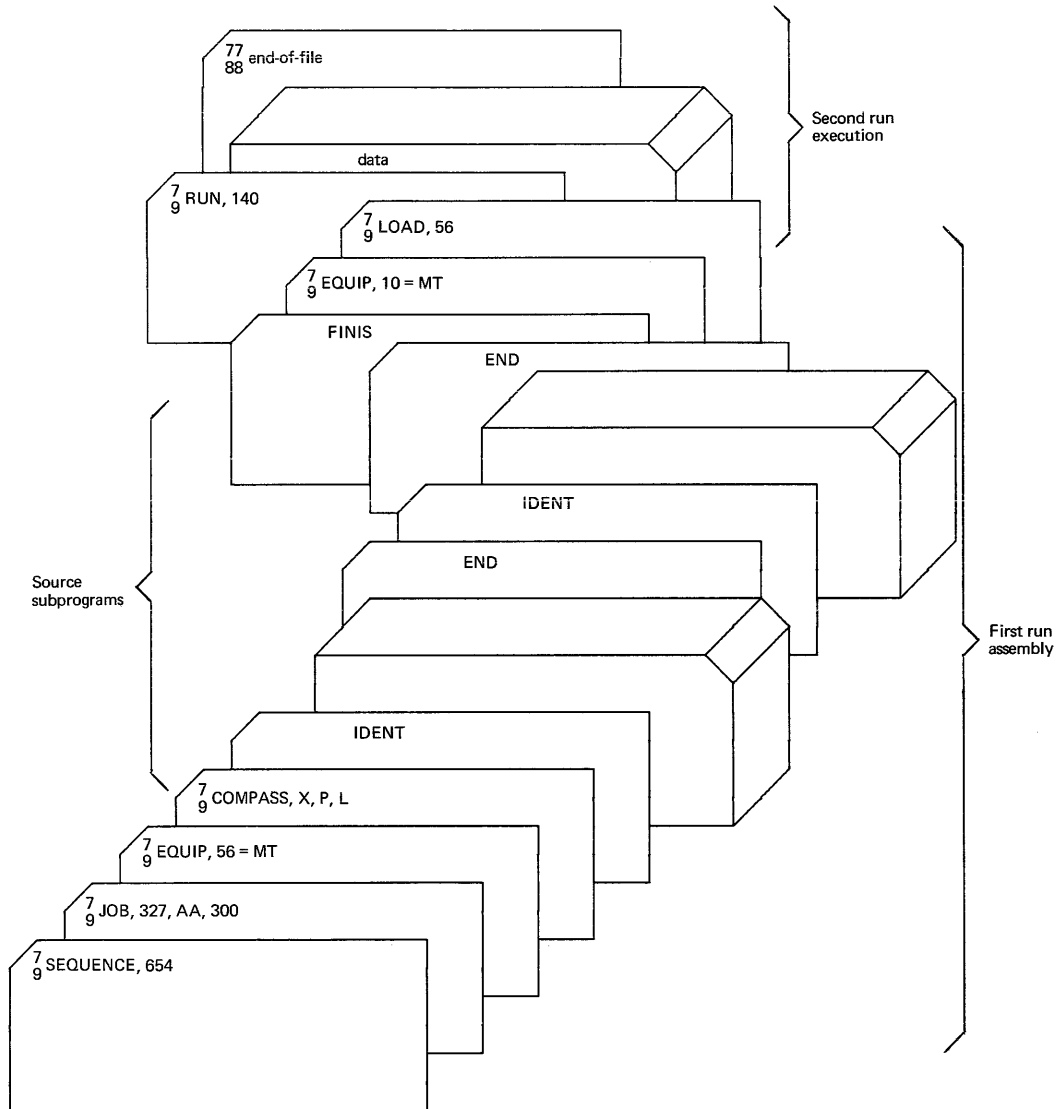 77
88 end-of-file
Second run
execution
data
7
9 RUN, 140
7
9 LOAD, 56
7
9 EQUIP, 10 = MT
FINIS
END
IDENT
END
Source
subprograms
First run
assembly
IDENT
7
9 COMPASS, X, P, L
7
9 EQUIP, 56 = MT
7
9 JOB, 327, AA, 300
7
9 SEQUENCE, 654